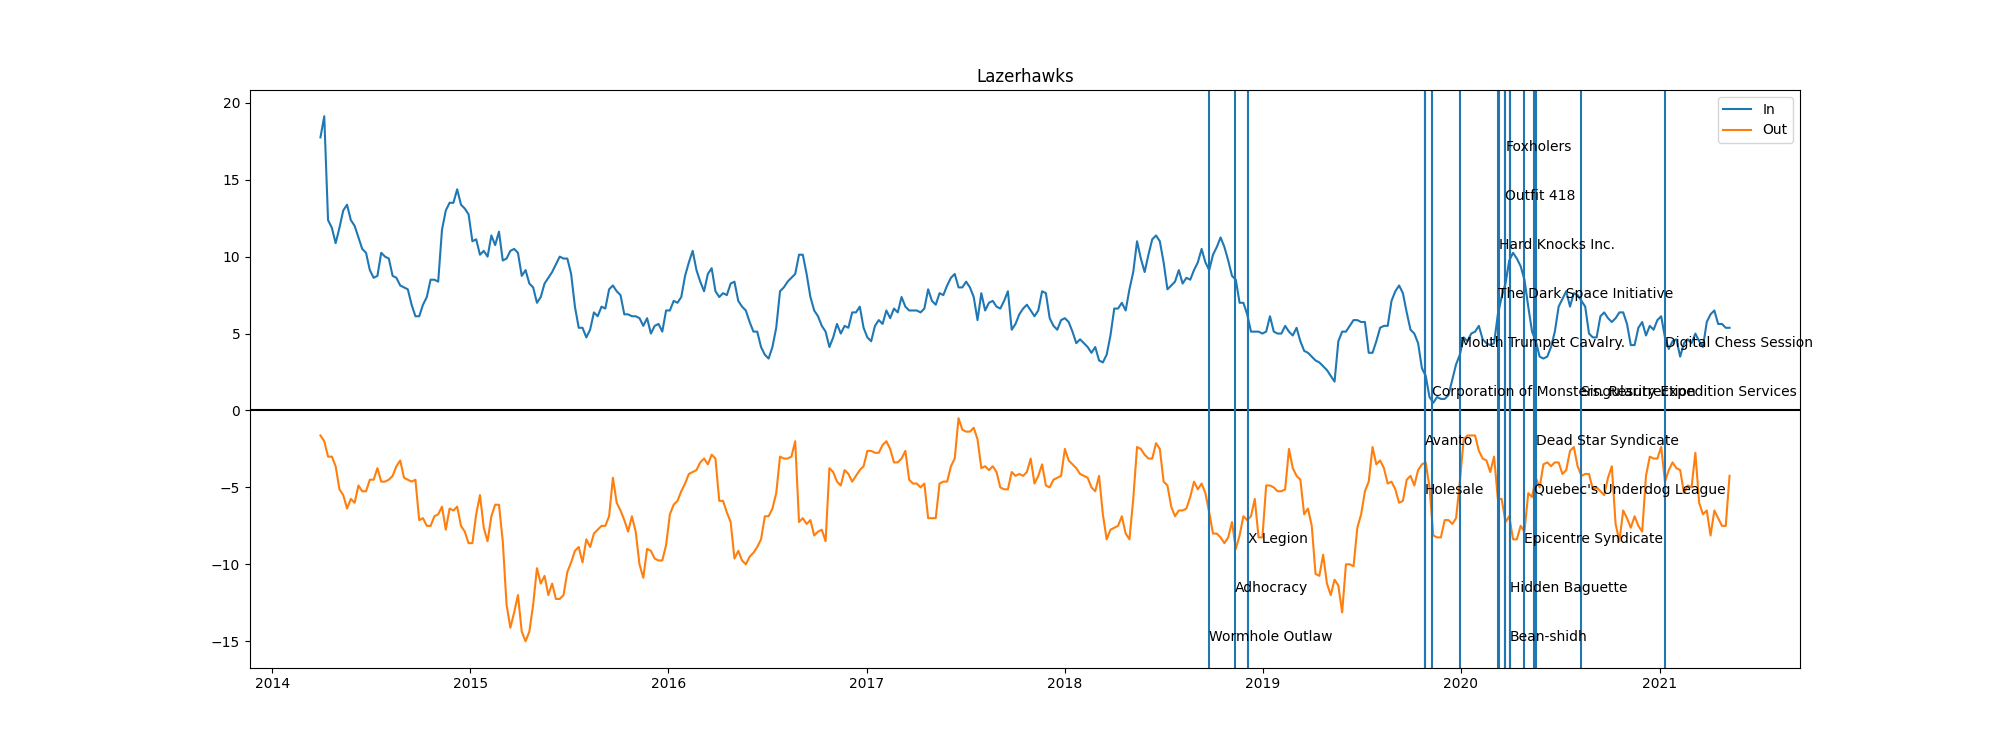 Lazerhawks
20
15
10
5
0
−5
−10
−15
In
Out
Foxholers
Outfit 418
Hard Knocks Inc.
The Dark Space Initiative
Mouth Trumpet Cavalry.
Digital Chess Session
Corporation of Monsters. Resurrection
Singularity Expedition Services
Avanto
Dead Star Syndicate
Holesale
Quebec's Underdog League
X Legion
Epicentre Syndicate
Adhocracy
Hidden Baguette
Wormhole Outlaw
Bean-shidh
2014
2015
2016
2017
2018
2019
2020
2021